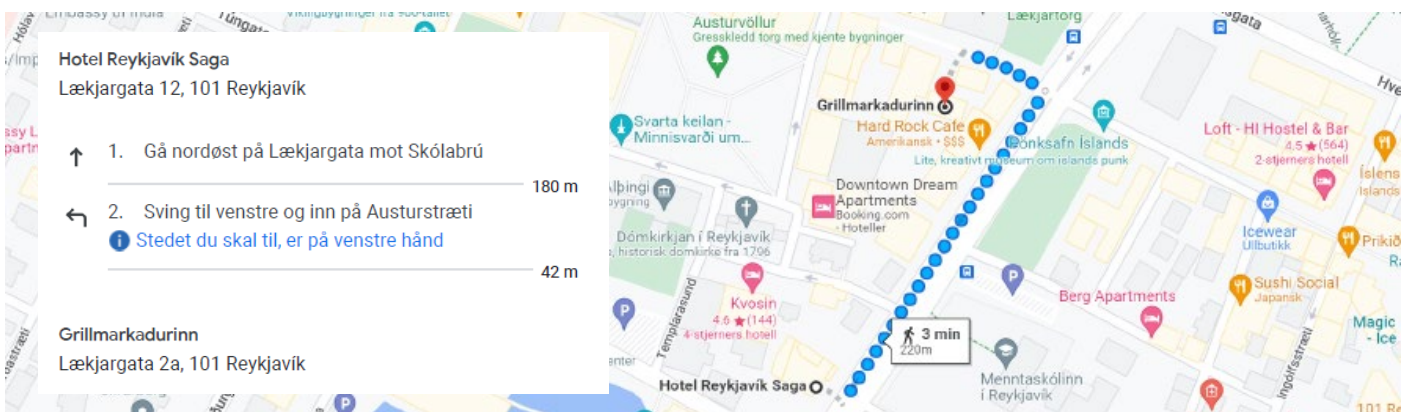 Hotel Reykjavík Saga
Lækjargata 12, 101 Reykjavík
1. Gå nordøst på Lækjargata mot Skólabrú
180 m
2. Sving til venstre og inn på Austurstræti
Stedet du skal til, er på venstre hånd
42 m
Grillmarkadurinn
Lækjargata 2a, 101 Reykjavík
Embassy of India
Túngata
Austurvöllur
Gresskledd torg med kjente bygninger
Lækjartorg
Grillmarkadurinn
Hard Rock Cafe
Amerikansk • $$$
Lite, kreativt museum om islands punk
Svarta keilan -
Minnisvarði um...
Loft - HI Hostel & Bar
4.5 ★ (564)
2-stjerners hotell
Downtown Dream
Apartments
Booking.com
- Hoteller
Dómkirkjan í Reykjavík
historisk domkirke fra 1796
Icewear
Ullbutikk
Kvosin
4.6 ★ (144)
4-stjerners hotell
Templarasund
Berg Apartments
Sushi Social
Japansk
Magic
- Ice
3 min
220m
Hotel Reykjavík Saga
Menntaskólinn
í Reykjavík
Ingólfsstræti
P
P
P